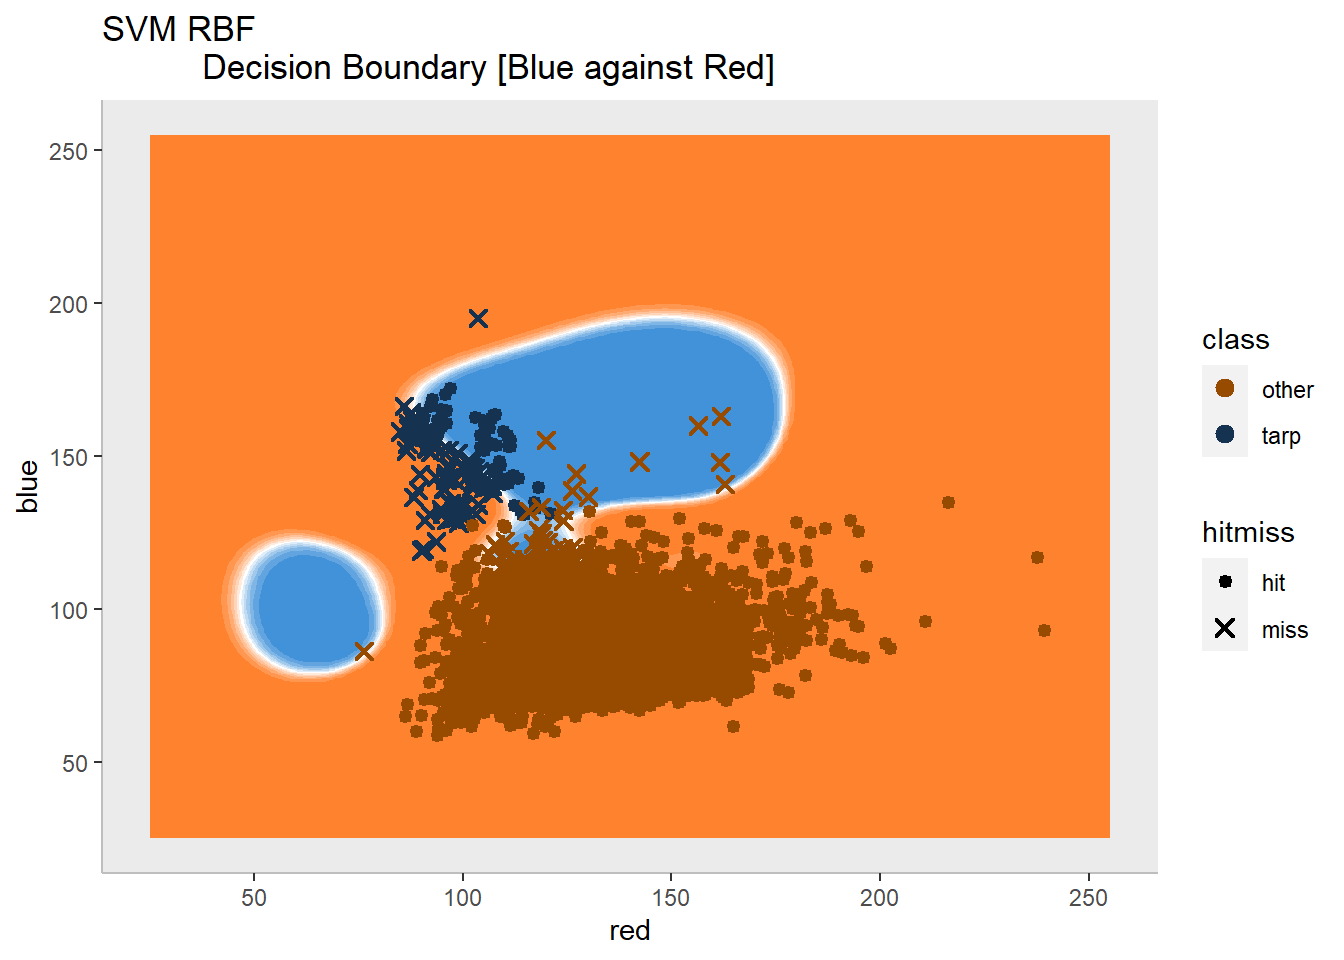 SVM RBF
Decision Boundary [Blue against Red]
250
200
150
100
50
blue
50
100
150
200
250
red
class
other
tarp
hitmiss
hit
miss